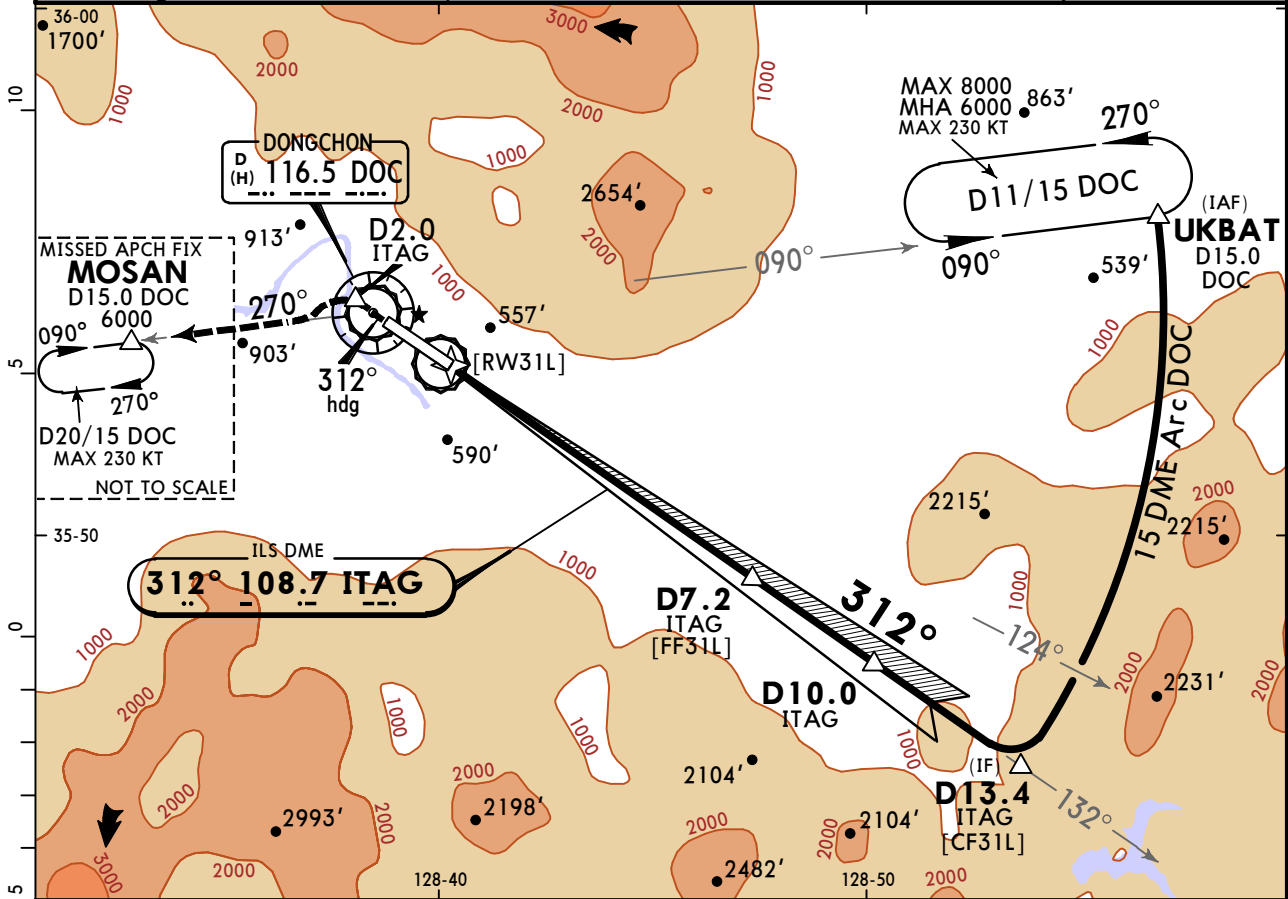 36-00
1700'
1000
2000
3000
2000
1000
10
MAX 8000
MHA 6000
MAX 230 KT
863'
270°
D11/15 DOC
090°
(IAF)
UKBAT
D15.0
DOC
539'
DONGCHON
D
(H)
116.5 DOC
1000
2654'
2000
090°
913'
D2.0
ITAG
1000
MISSED APCH FIX
MOSAN
D15.0 DOC
6000
270°
090°
270°
903'
D20/15 DOC
MAX 230 KT
NOT TO SCALE
5
312°
hdg
557'
[RW31L]
590'
1000
15 DME Arc DOC
2215'
2000
2215'
35-50
ILS DME
312° 108.7 ITAG
1000
1000
0
1000
2000
D7.2
ITAG
[FF31L]
312°
124°
D10.0
ITAG
2000
2231'
2000
1000
1000
1000
(IF)
D13.4
ITAG
[CF31L]
132°
2104'
2000
2198'
2000
2993'
2000
2000
3000
2000
2482'
2000
2104'
2000
5
128-40
128-50